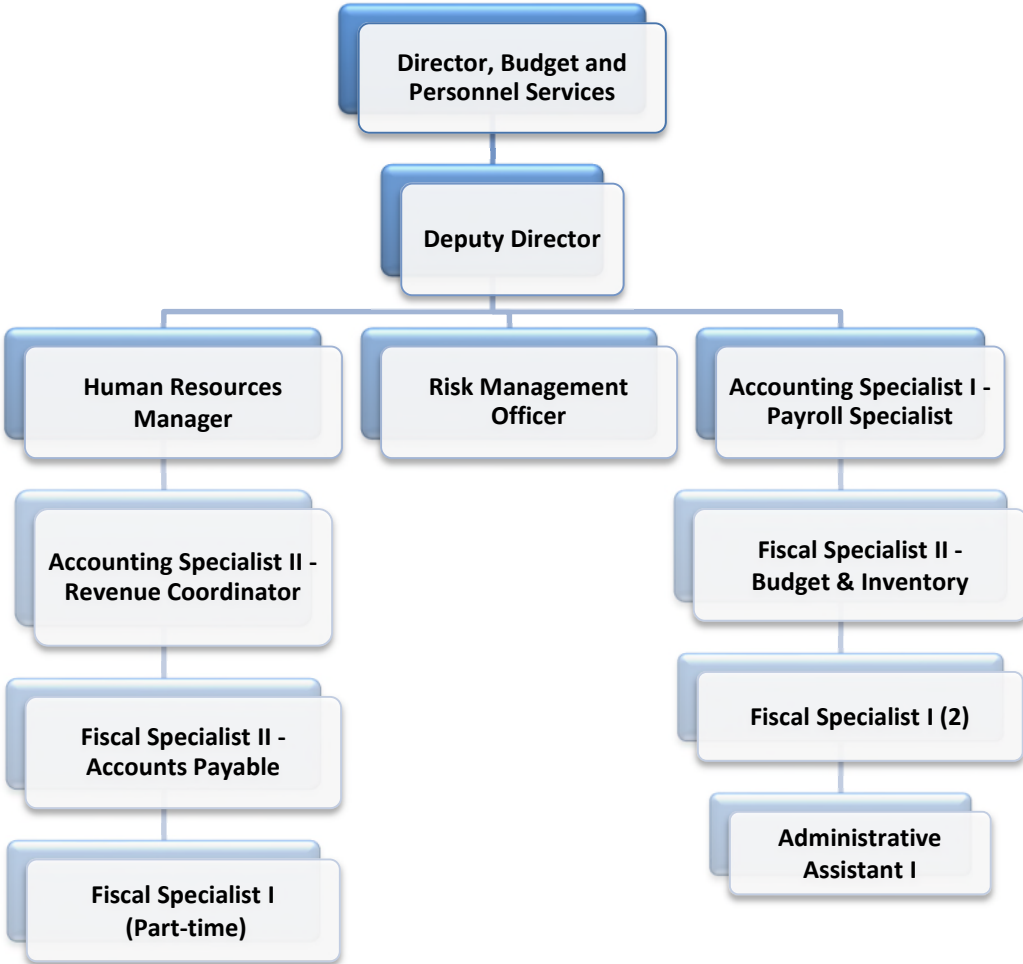 Director, Budget and
Personnel Services
Deputy Director
Human Resources
Manager
Risk Management
Officer
Accounting Specialist I -
Payroll Specialist
Accounting Specialist II -
Revenue Coordinator
Fiscal Specialist II -
Budget & Inventory
Fiscal Specialist II -
Accounts Payable
Fiscal Specialist I (2)
Fiscal Specialist I
(Part-time)
Administrative
Assistant I